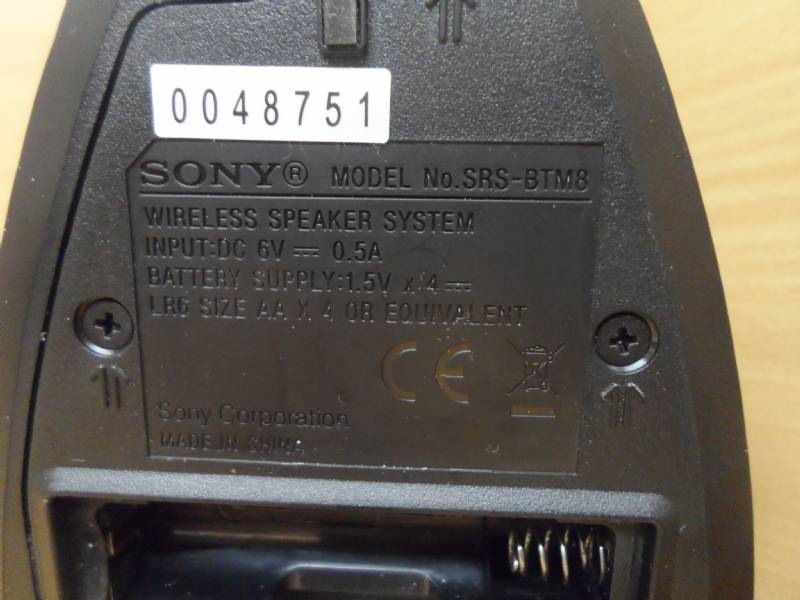 0048751
SONY® MODEL No.SRS-BTM8
WIRELESS SPEAKER SYSTEM
INPUT:DC 6V ⎓ 0.5A
BATTERY SUPPLY:1.5V x 4 ⎓
LR6 SIZE AA X 4 OR EQUIVALENT
CE
Sony Corporation
MADE IN CHINA